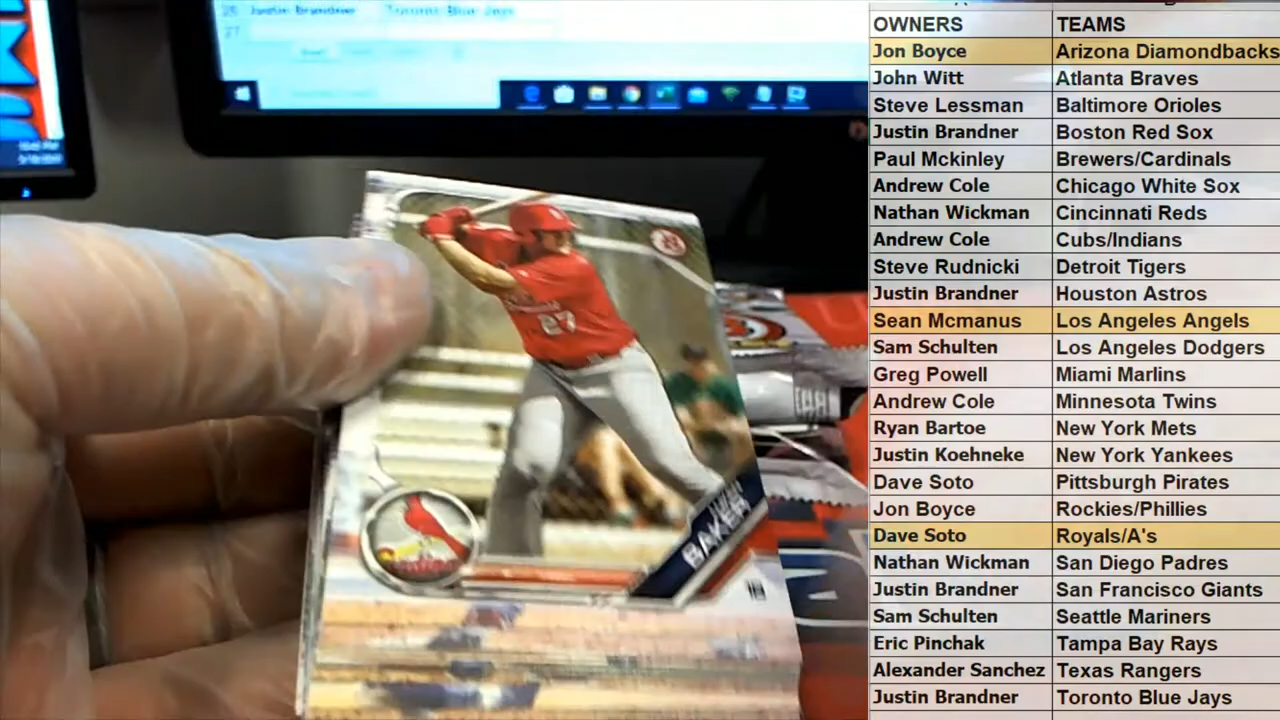 26 Justin Brandner Toronto Blue Jays
27
27
BAKER
1B
OWNERS TEAMS
Jon Boyce Arizona Diamondbacks
John Witt Atlanta Braves
Steve Lessman Baltimore Orioles
Justin Brandner Boston Red Sox
Paul Mckinley Brewers/Cardinals
Andrew Cole Chicago White Sox
Nathan Wickman Cincinnati Reds
Andrew Cole Cubs/Indians
Steve Rudnicki Detroit Tigers
Justin Brandner Houston Astros
Sean Mcmanus Los Angeles Angels
Sam Schulten Los Angeles Dodgers
Greg Powell Miami Marlins
Andrew Cole Minnesota Twins
Ryan Bartoe New York Mets
Justin Koehneke New York Yankees
Dave Soto Pittsburgh Pirates
Jon Boyce Rockies/Phillies
Dave Soto Royals/A's
Nathan Wickman San Diego Padres
Justin Brandner San Francisco Giants
Sam Schulten Seattle Mariners
Eric Pinchak Tampa Bay Rays
Alexander Sanchez Texas Rangers
Justin Brandner Toronto Blue Jays